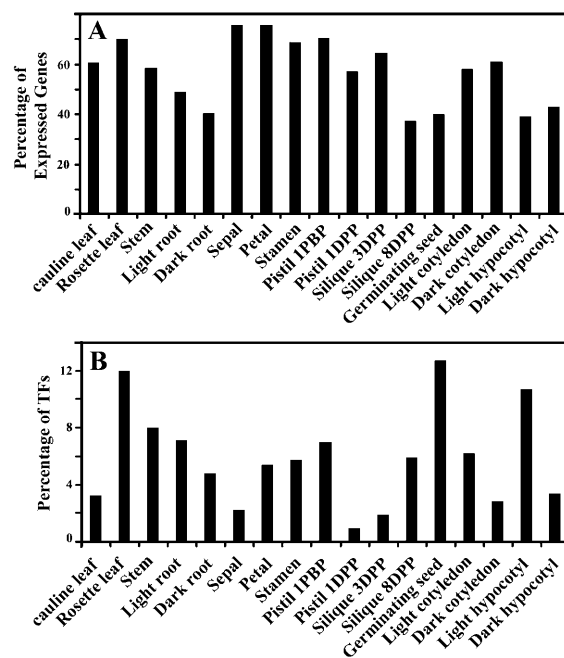 A
Percentage of
Expressed Genes
60
40
20
0
cauline leaf
Rosette leaf
Stem
Light root
Dark root
Sepal
Petal
Stamen
Pistil 1PBP
Pistil 1DPP
Silique 3DPP
Silique 8DPP
Germinating seed
Light cotyledon
Dark cotyledon
Light hypocotyl
Dark hypocotyl
B
Percentage of TFs
12
8
4
0
cauline leaf
Rosette leaf
Stem
Light root
Dark root
Sepal
Petal
Stamen
Pistil 1PBP
Pistil 1DPP
Silique 3DPP
Silique 8DPP
Germinating seed
Light cotyledon
Dark cotyledon
Light hypocotyl
Dark hypocotyl